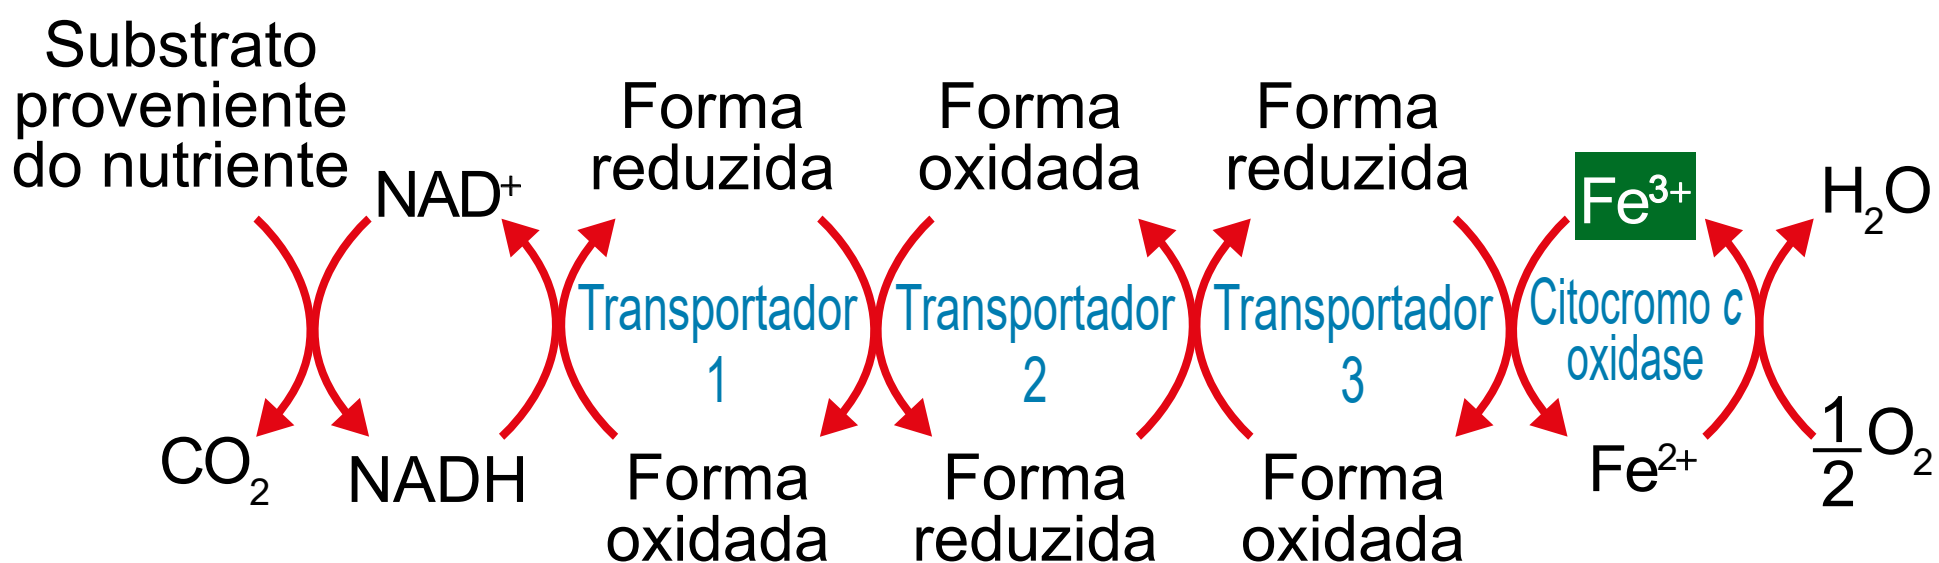 Substrato
proveniente
do nutriente
NAD⁺
Forma
reduzida
Forma
oxidada
Forma
reduzida
Fe³⁺
H₂O
Transportador
1
Transportador
2
Transportador
3
Citocromo c
oxidase
CO₂
NADH
Forma
oxidada
Forma
reduzida
Forma
oxidada
Fe²⁺
1/2 O₂